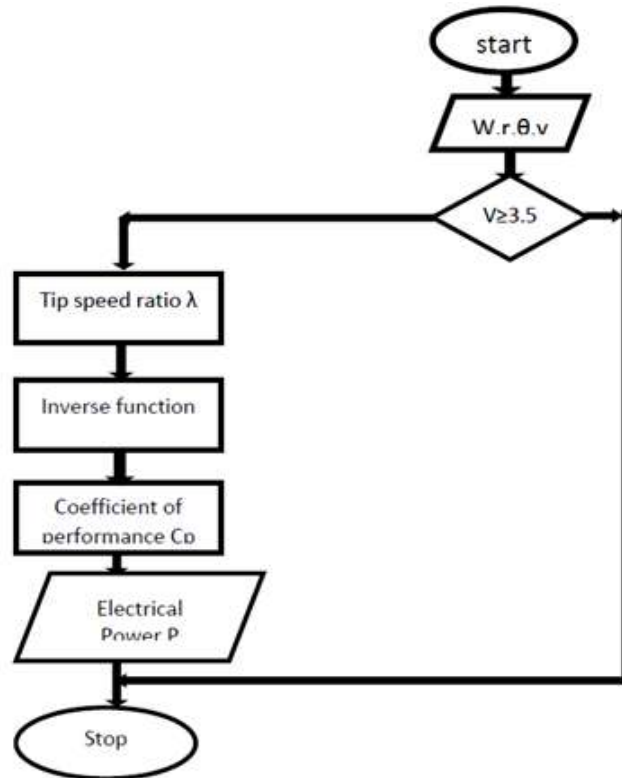 start
W.r.θ.v
V≥3.5
Tip speed ratio λ
Inverse function
Coefficient of
performance Cp
Electrical
Power P
Stop